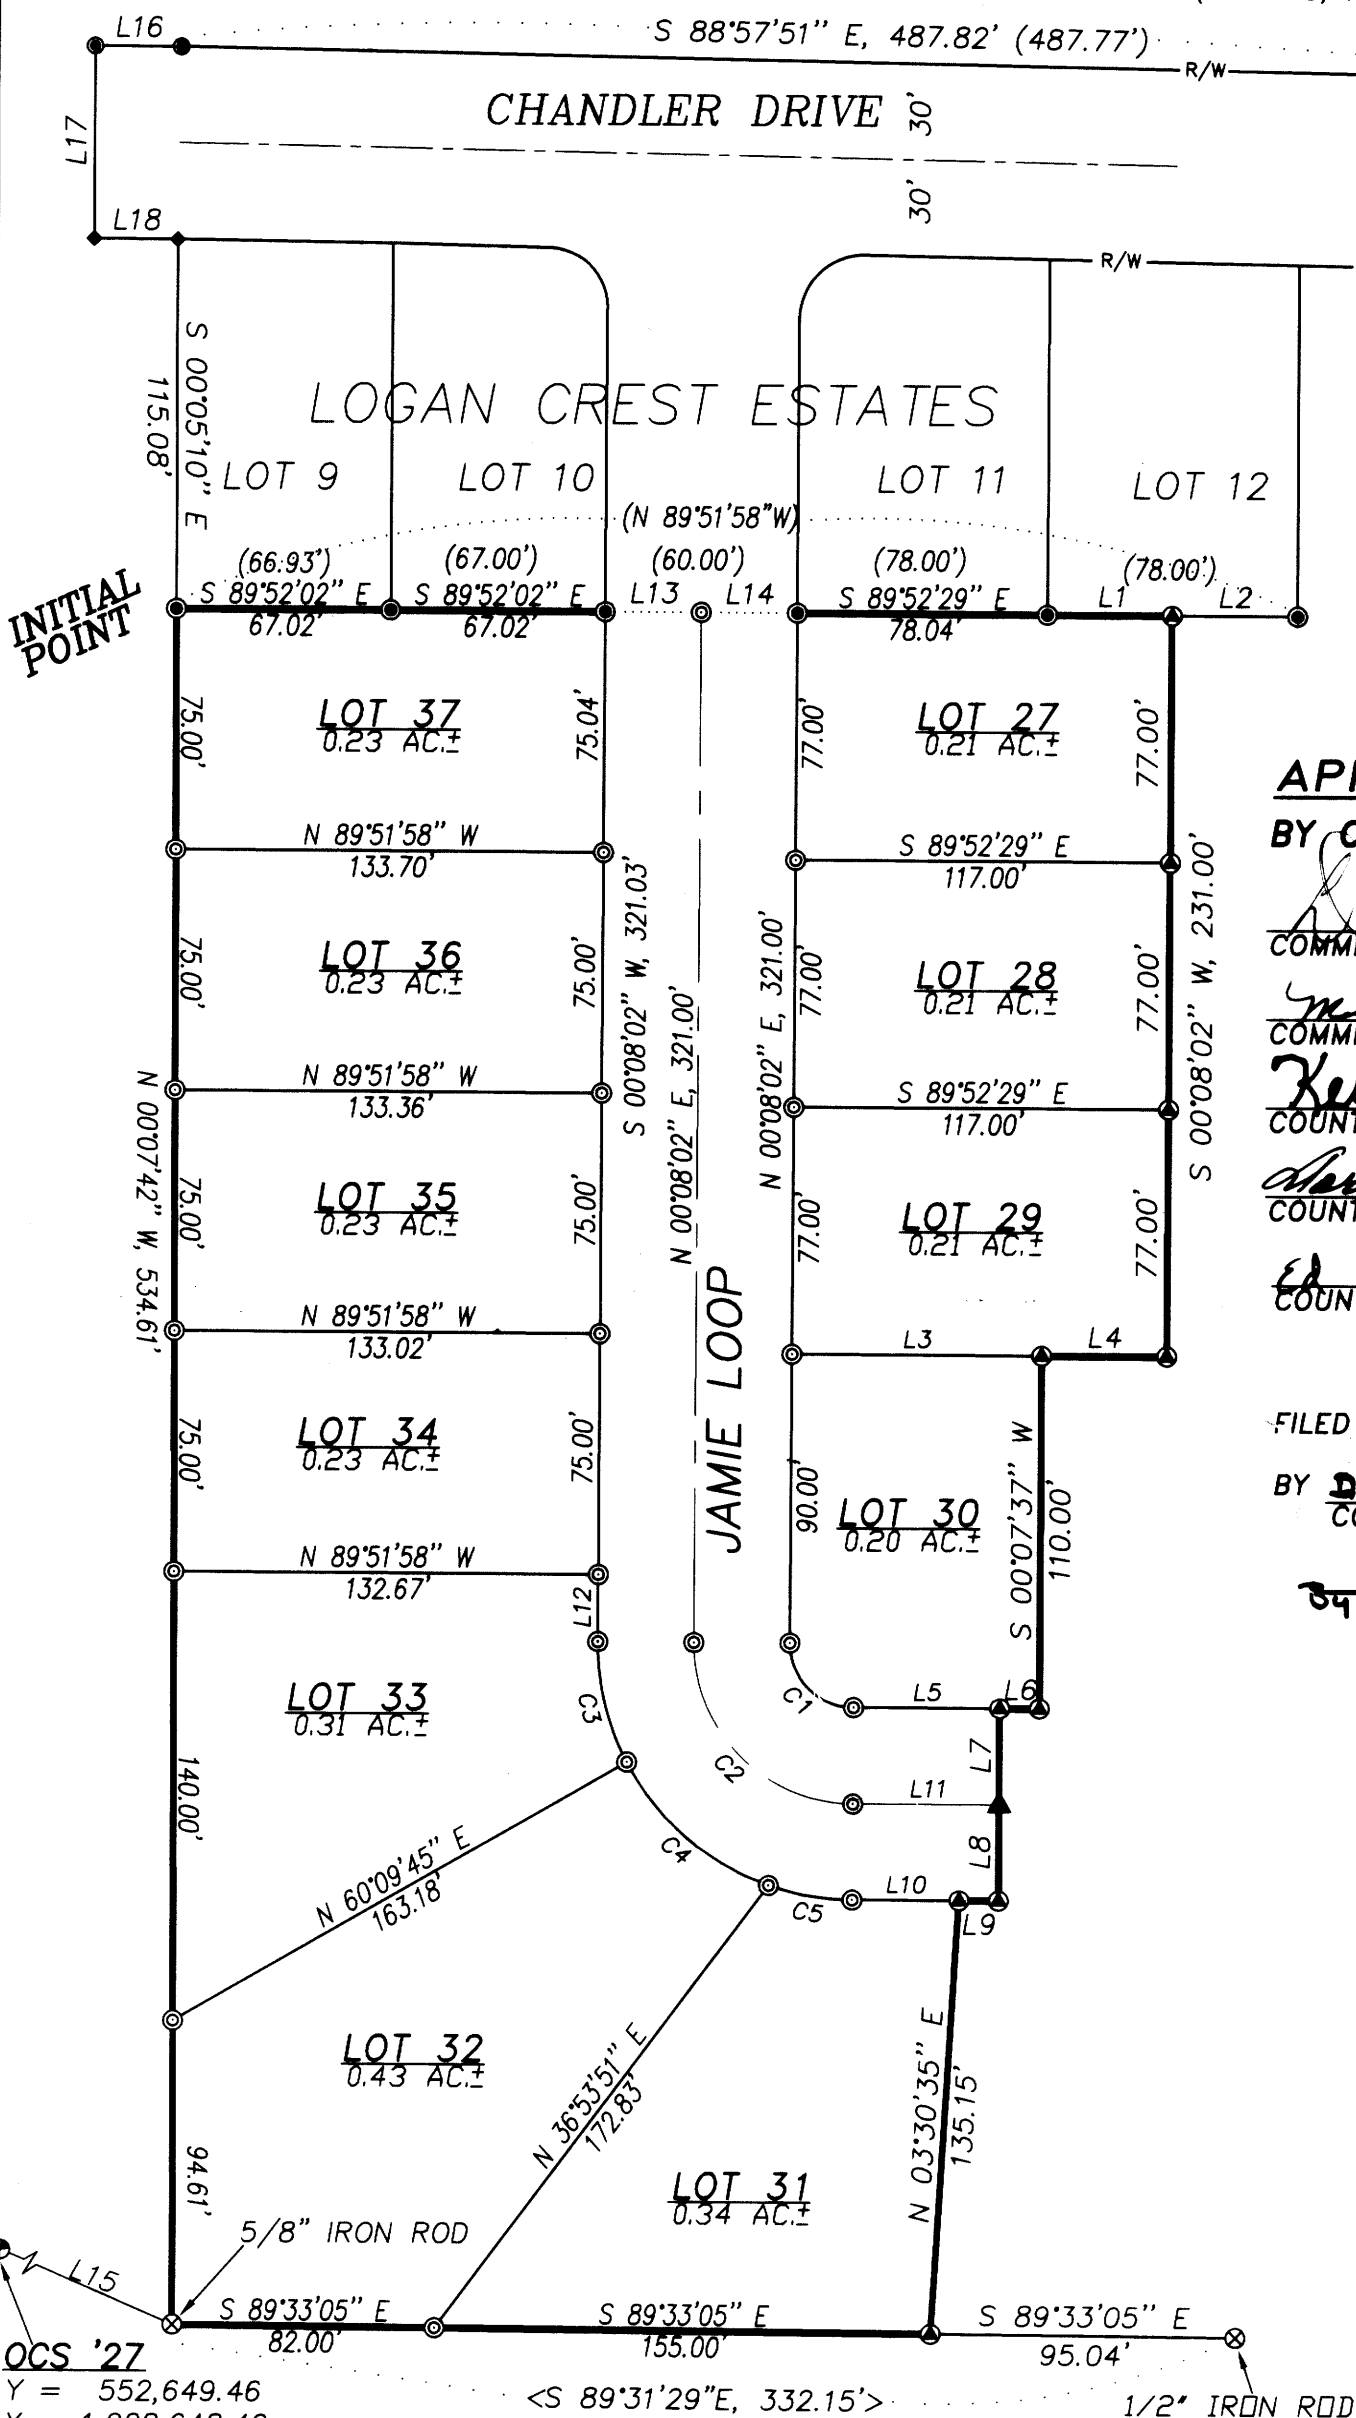 L16
S 88°57'51" E, 487.82' (487.77')
R/W
CHANDLER DRIVE
30'
30'
L17
L18
R/W
S 00°05'10" E
115.08'
LOGAN CREST ESTATES
LOT 9
LOT 10
LOT 11
LOT 12
(N 89°51'58"W)
(66.93')
(67.00')
(60.00')
(78.00')
(78.00')
INITIAL
POINT
S 89°52'02" E
67.02'
S 89°52'02" E
67.02'
L13
L14
S 89°52'29" E
78.04'
L1
L2
75.00'
LOT 37
0.23 AC.±
75.04'
77.00'
LOT 27
0.21 AC.±
77.00'
N 89°51'58" W
133.70'
S 89°52'29" E
117.00'
BY
75.00'
LOT 36
0.23 AC.±
75.00'
S 00°08'02" W, 321.03'
N 00°08'02" E, 321.00'
N 00°08'02" E, 321.00'
77.00'
LOT 28
0.21 AC.±
77.00'
S 00°08'02" W, 231.00'
N 89°51'58" W
133.36'
S 89°52'29" E
117.00'
N 00°07'42" W, 534.61'
75.00'
LOT 35
0.23 AC.±
75.00'
77.00'
LOT 29
0.21 AC.±
77.00'
N 89°51'58" W
133.02'
JAMIE LOOP
L3
L4
75.00'
LOT 34
0.23 AC.±
75.00'
90.00'
LOT 30
0.20 AC.±
S 00°07'37" W
110.00'
FILED
BY
N 89°51'58" W
132.67'
L12
LOT 33
0.31 AC.±
C3
C1
L5
L6
140.00'
C2
L7
L11
N 60°09'45" E
163.18'
C4
L8
C5
L10
L9
LOT 32
0.43 AC.±
N 36°53'51" E
172.83'
N 03°30'35" E
135.15'
94.61'
LOT 31
0.34 AC.±
5/8" IRON ROD
L15
S 89°33'05" E
82.00'
S 89°33'05" E
155.00'
S 89°33'05" E
95.04'
OCS '27
Y = 552,649.46
<S 89°31'29"E, 332.15'>
1/2" IRON ROD